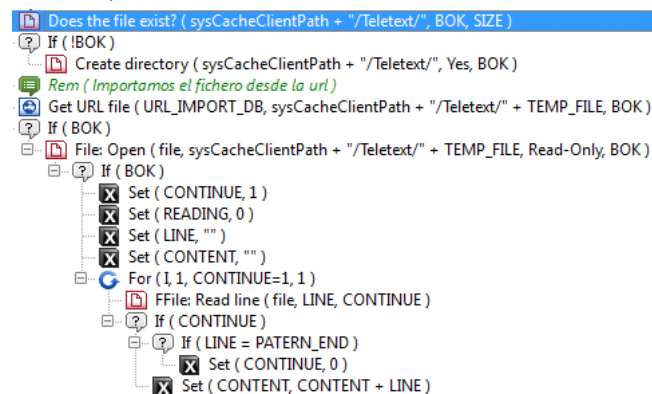 Does the file exist? ( sysCacheClientPath + "/Teletext/", BOK, SIZE )
If ( !BOK )
Create directory ( sysCacheClientPath + "/Teletext/", Yes, BOK )
Rem ( Importamos el fichero desde la url )
Get URL file ( URL_IMPORT_DB, sysCacheClientPath + "/Teletext/" + TEMP_FILE, BOK )
If ( BOK )
File: Open ( file, sysCacheClientPath + "/Teletext/" + TEMP_FILE, Read-Only, BOK )
If ( BOK )
Set ( CONTINUE, 1 )
Set ( READING, 0 )
Set ( LINE, "" )
Set ( CONTENT, "" )
For ( I, 1, CONTINUE=1, 1 )
FFile: Read line ( file, LINE, CONTINUE )
If ( CONTINUE )
If ( LINE = PATERN_END )
Set ( CONTINUE, 0 )
Set ( CONTENT, CONTENT + LINE )